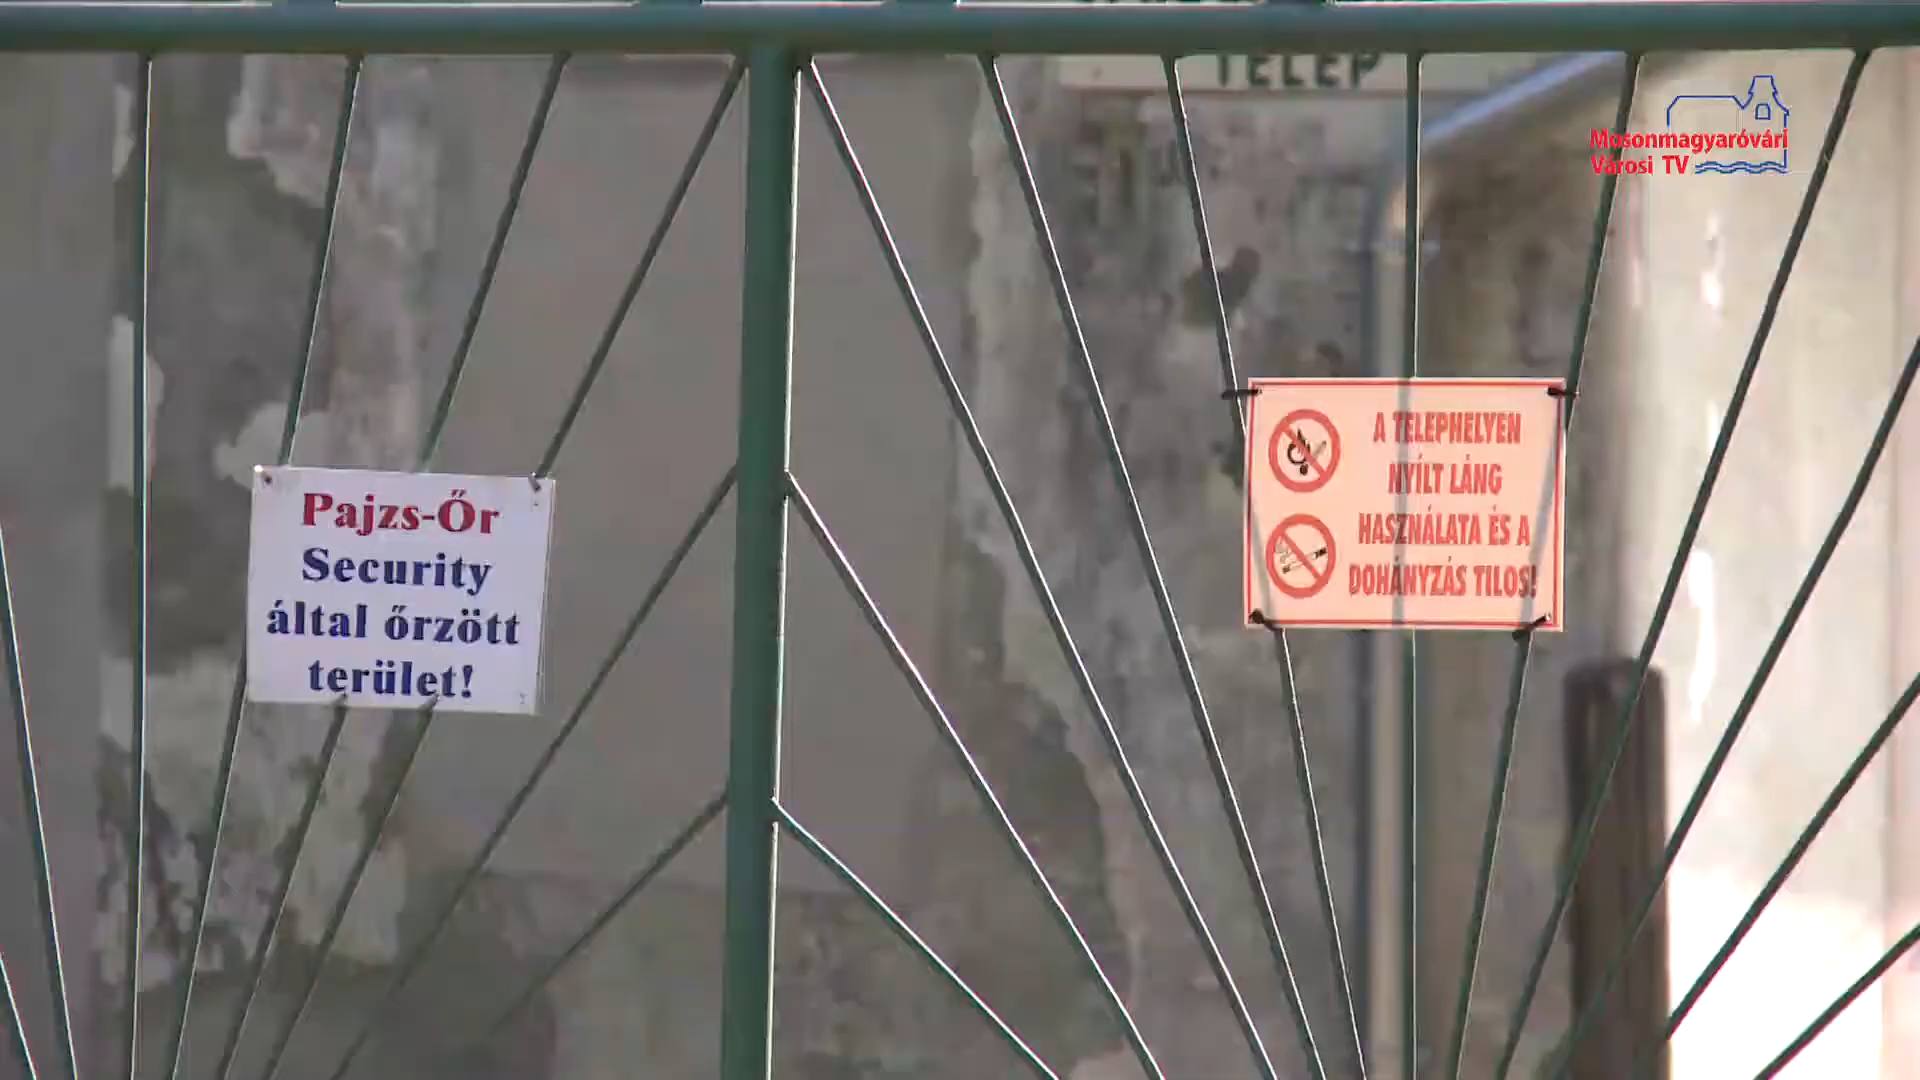 TELEP
Mosonmagyaróvári
Városi TV
Pajzs-Őr
Security
által őrzött
terület!
A TELEPHELYEN
NYÍLT LÁNG
HASZNÁLATA ÉS A
DOHÁNYZÁS TILOS!